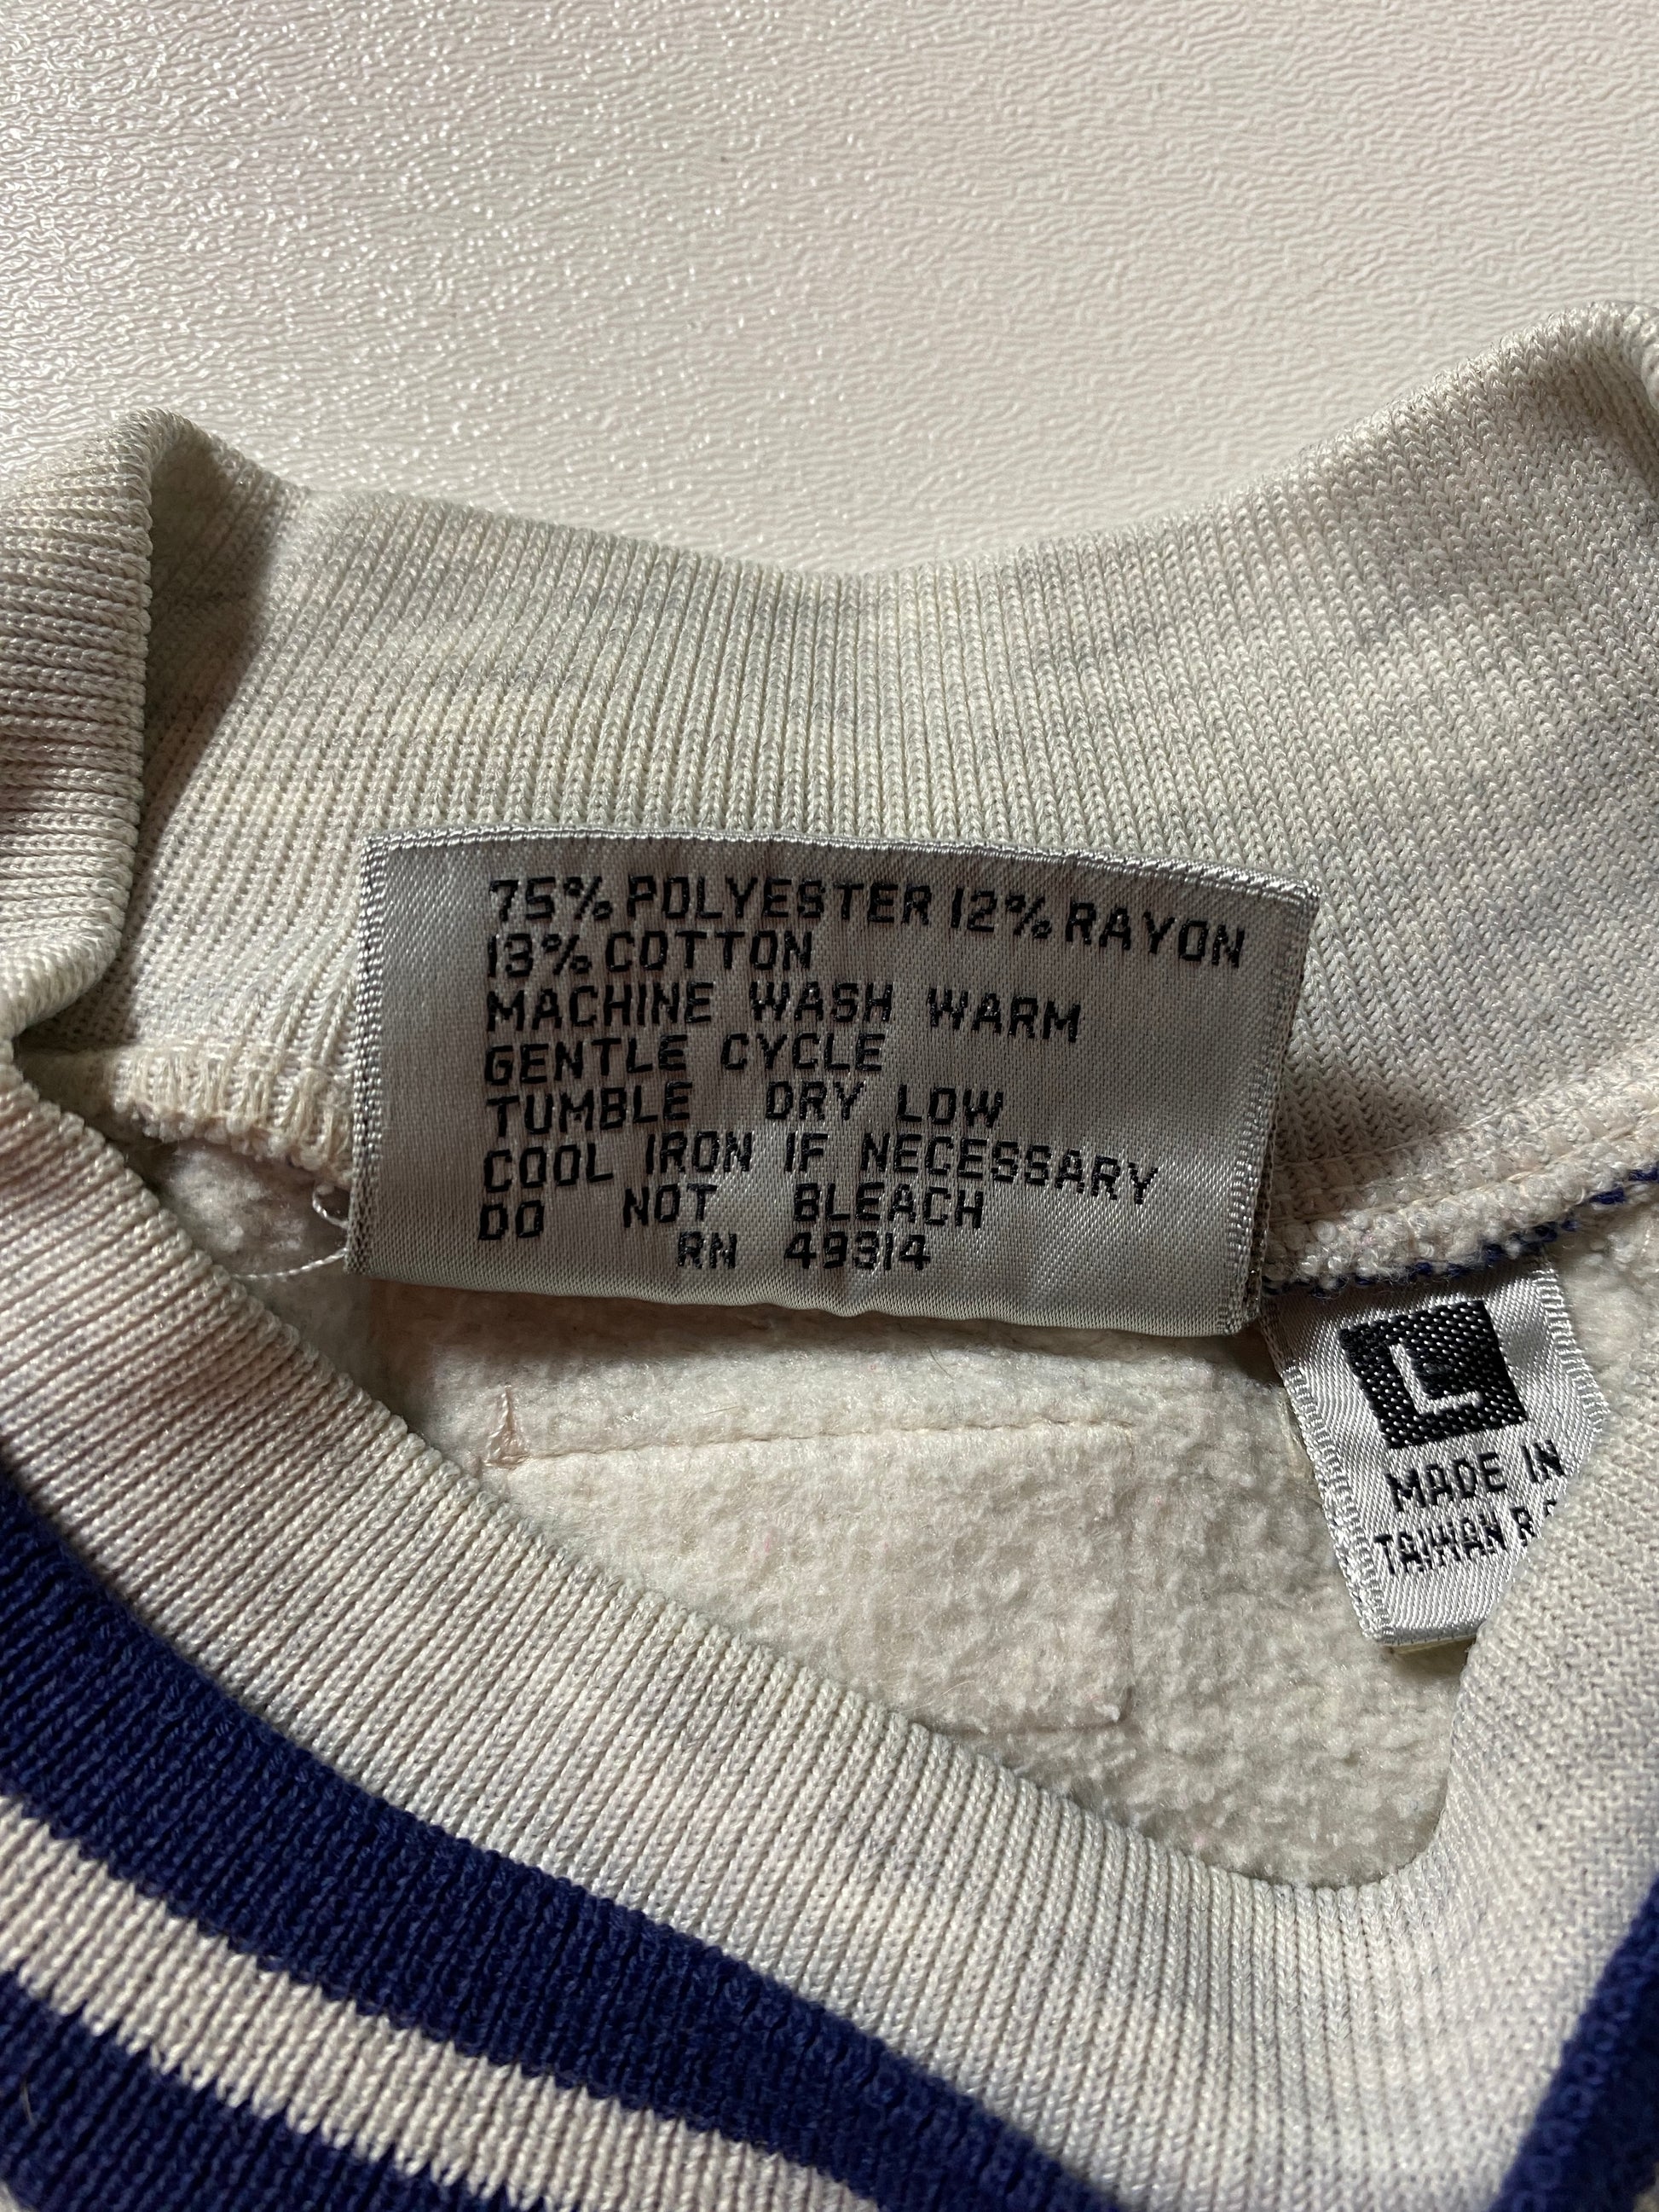 75% POLYESTER 12% RAYON
13% COTTON
MACHINE WASH WARM
GENTLE CYCLE
TUMBLE DRY LOW
COOL IRON IF NECESSARY
DO NOT BLEACH
RN 49314
L
MADE IN
TAIWAN R